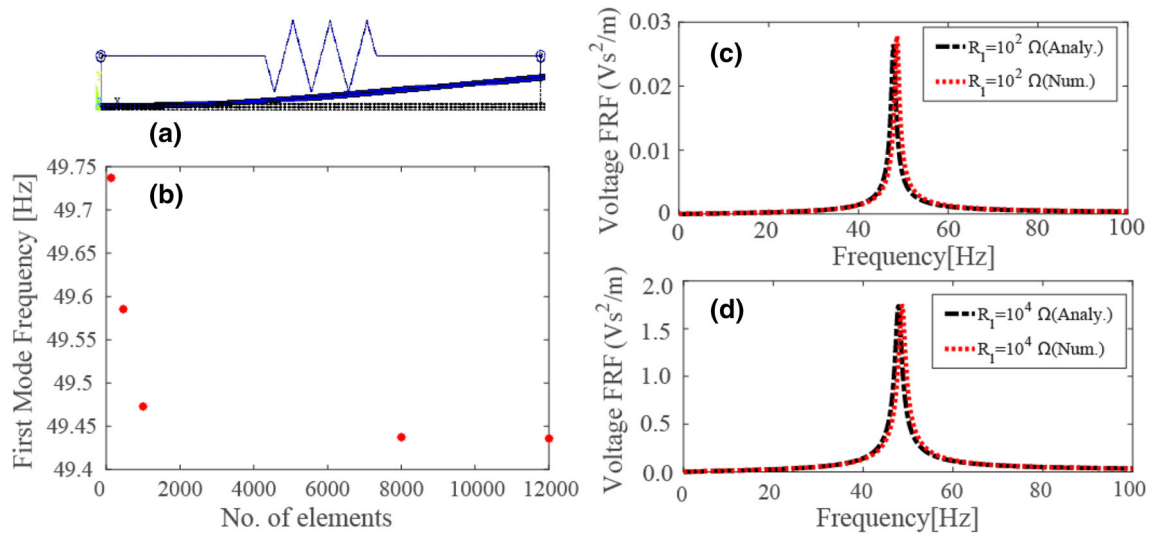 (a)
(b)
49.75
49.7
49.65
49.6
49.55
49.5
49.45
49.4
First Mode Frequency [Hz]
0 2000 4000 6000 8000 10000 12000
No. of elements
(c)
0.03
0.02
0.01
0
Voltage FRF (Vs²/m)
R_l=10² Ω(Analy.)
R_l=10² Ω(Num.)
0 20 40 60 80 100
Frequency[Hz]
(d)
2.0
1.5
1.0
0.5
0.0
Voltage FRF (Vs²/m)
R_l=10⁴ Ω(Analy.)
R_l=10⁴ Ω(Num.)
0 20 40 60 80 100
Frequency[Hz]